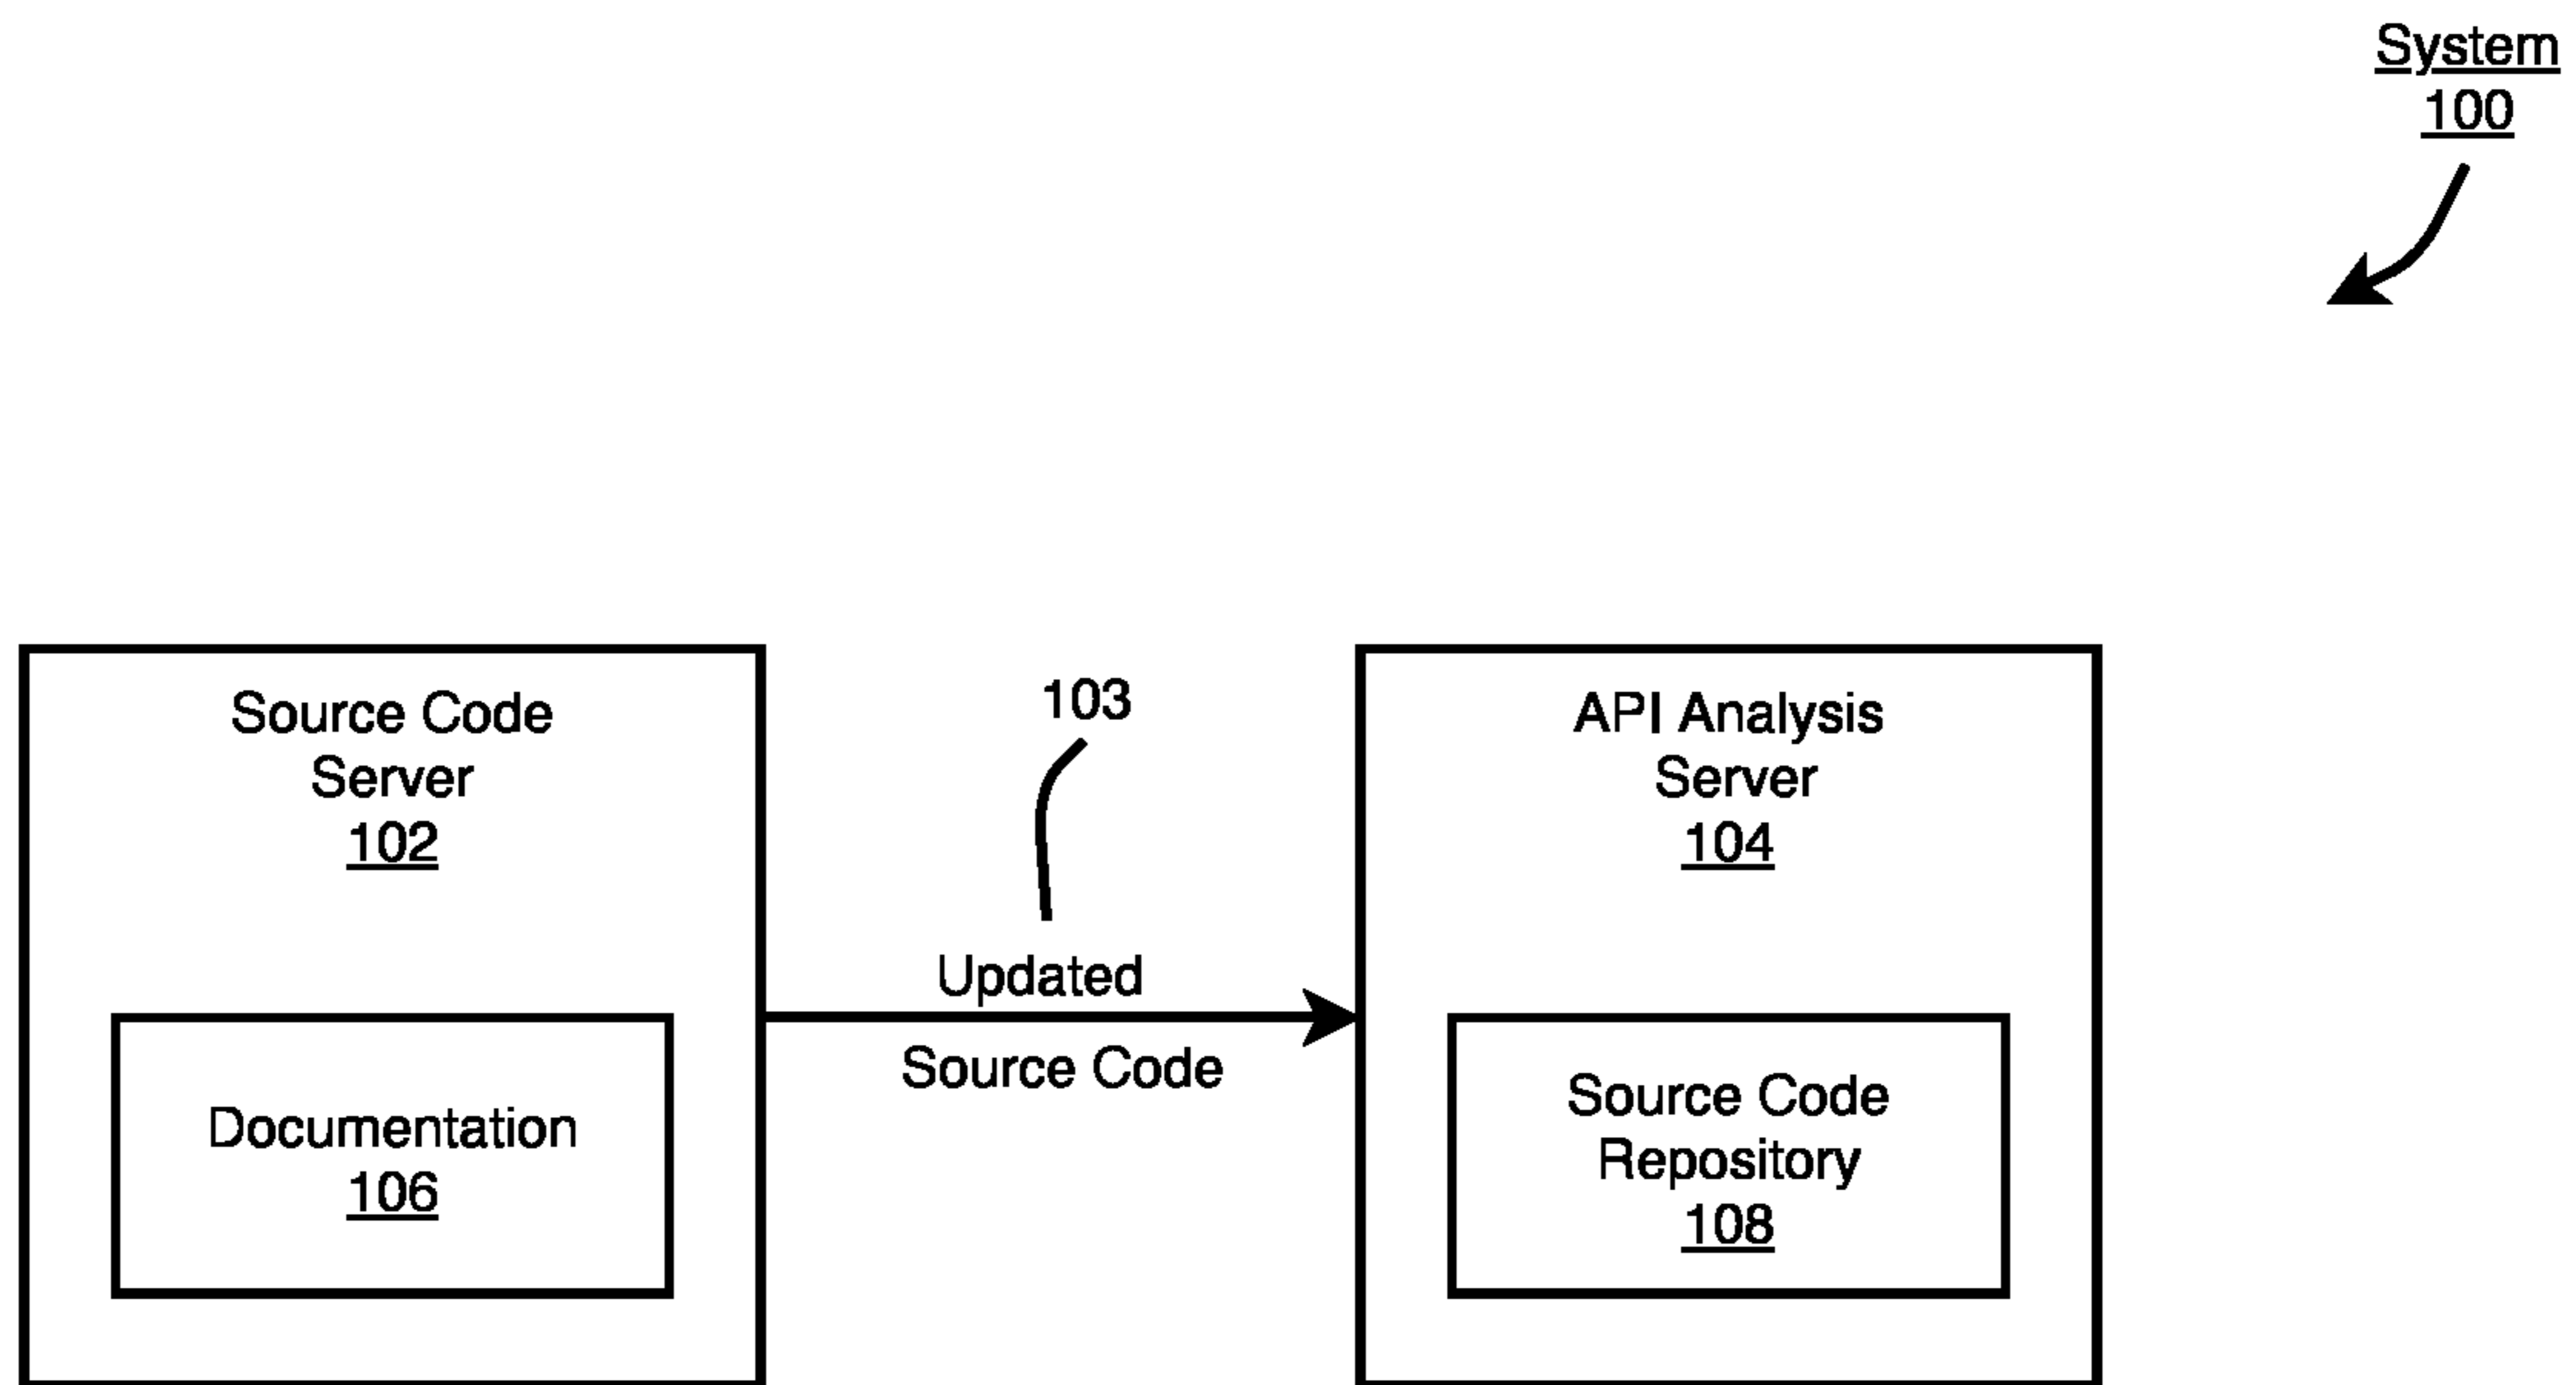 System
100
Source Code
Server
102
Documentation
106
103
Updated
Source Code
API Analysis
Server
104
Source Code
Repository
108